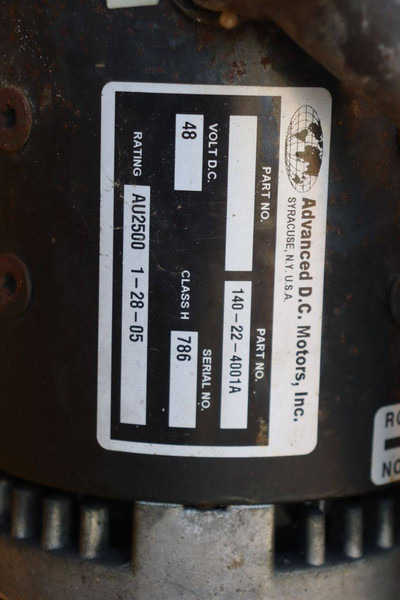 Advanced D.C. Motors, Inc.
SYRACUSE, N.Y. U.S.A.
PART NO. PART NO.
140-22-4001A
VOLT D.C. SERIAL NO.
48 CLASS H 786
RATING AU2500 1-28-05